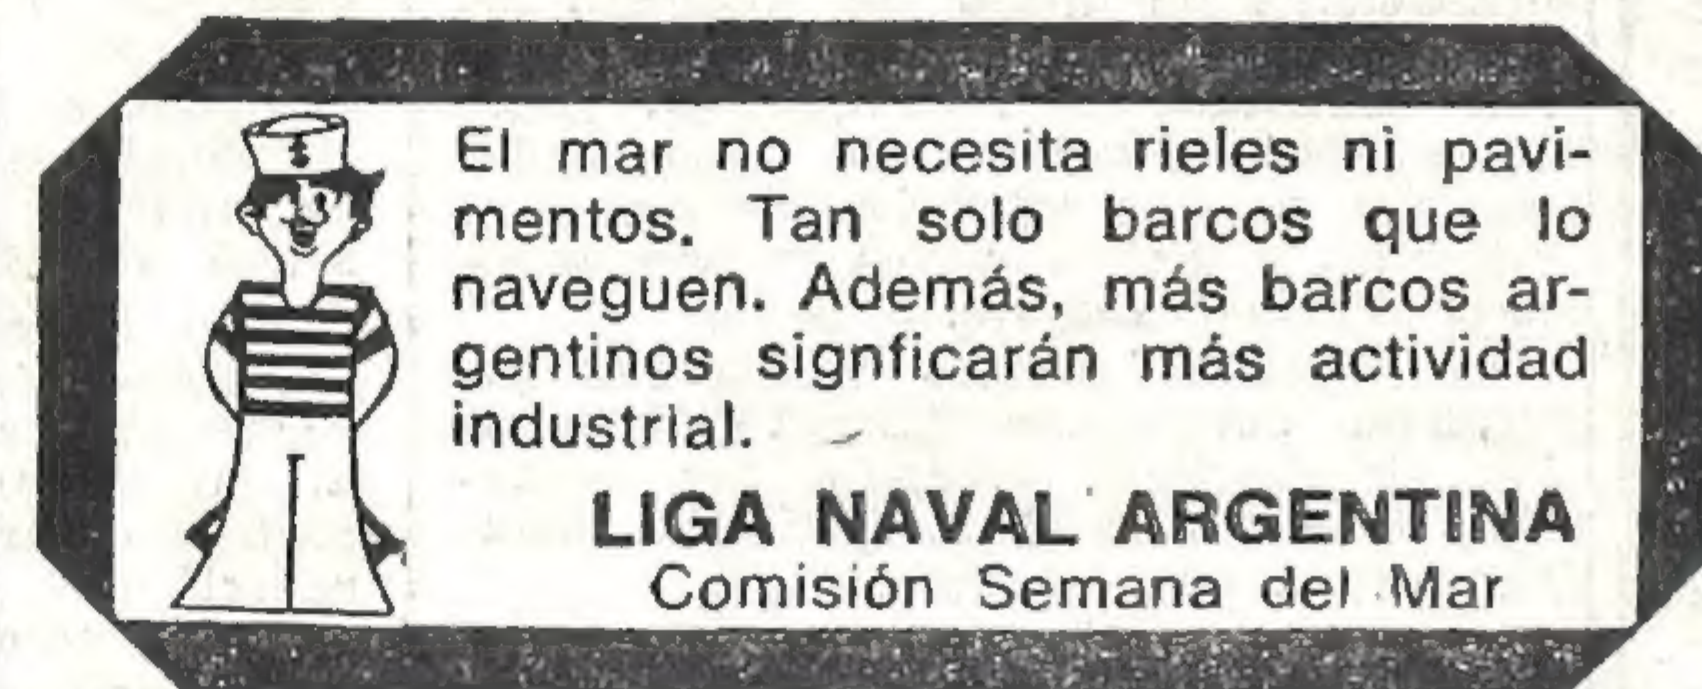 El mar no necesita rieles ni pavi-
mentos. Tan solo barcos que lo
naveguen. Además, más barcos ar-
gentinos signficarán más actividad
industrial.
LIGA NAVAL ARGENTINA
Comisión Semana del Mar